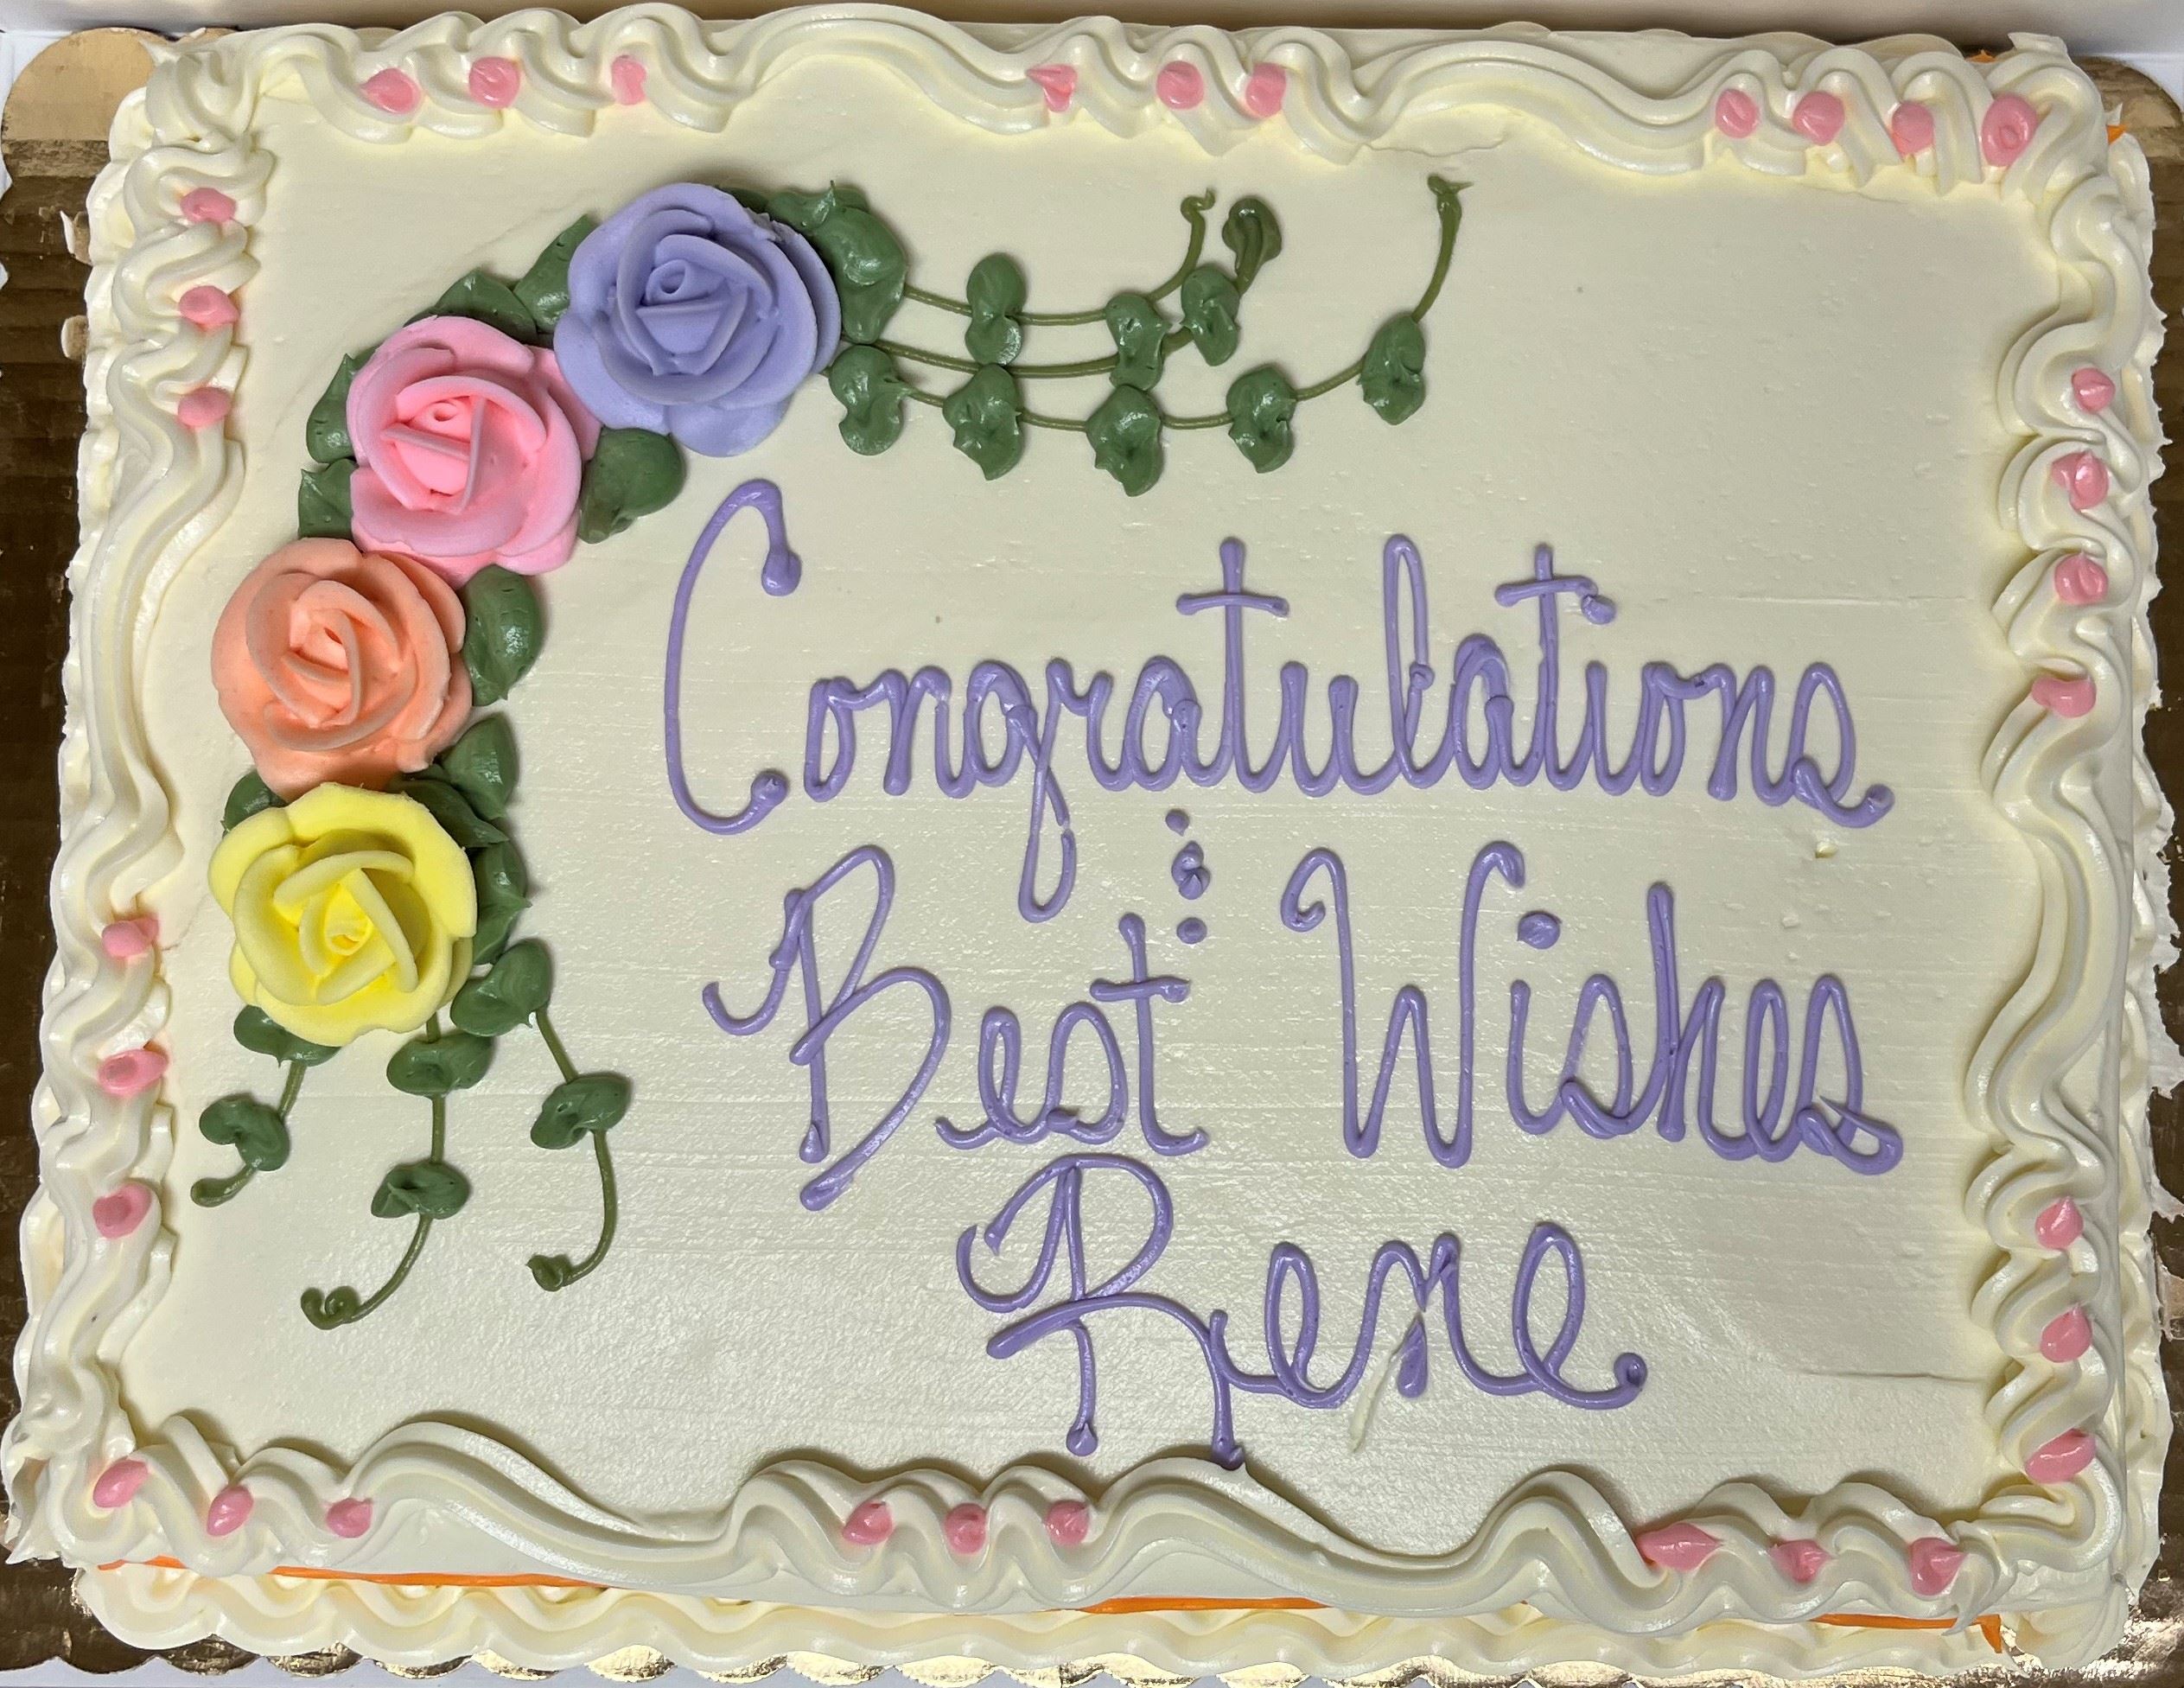 Congratulations
Best Wishes
Rene